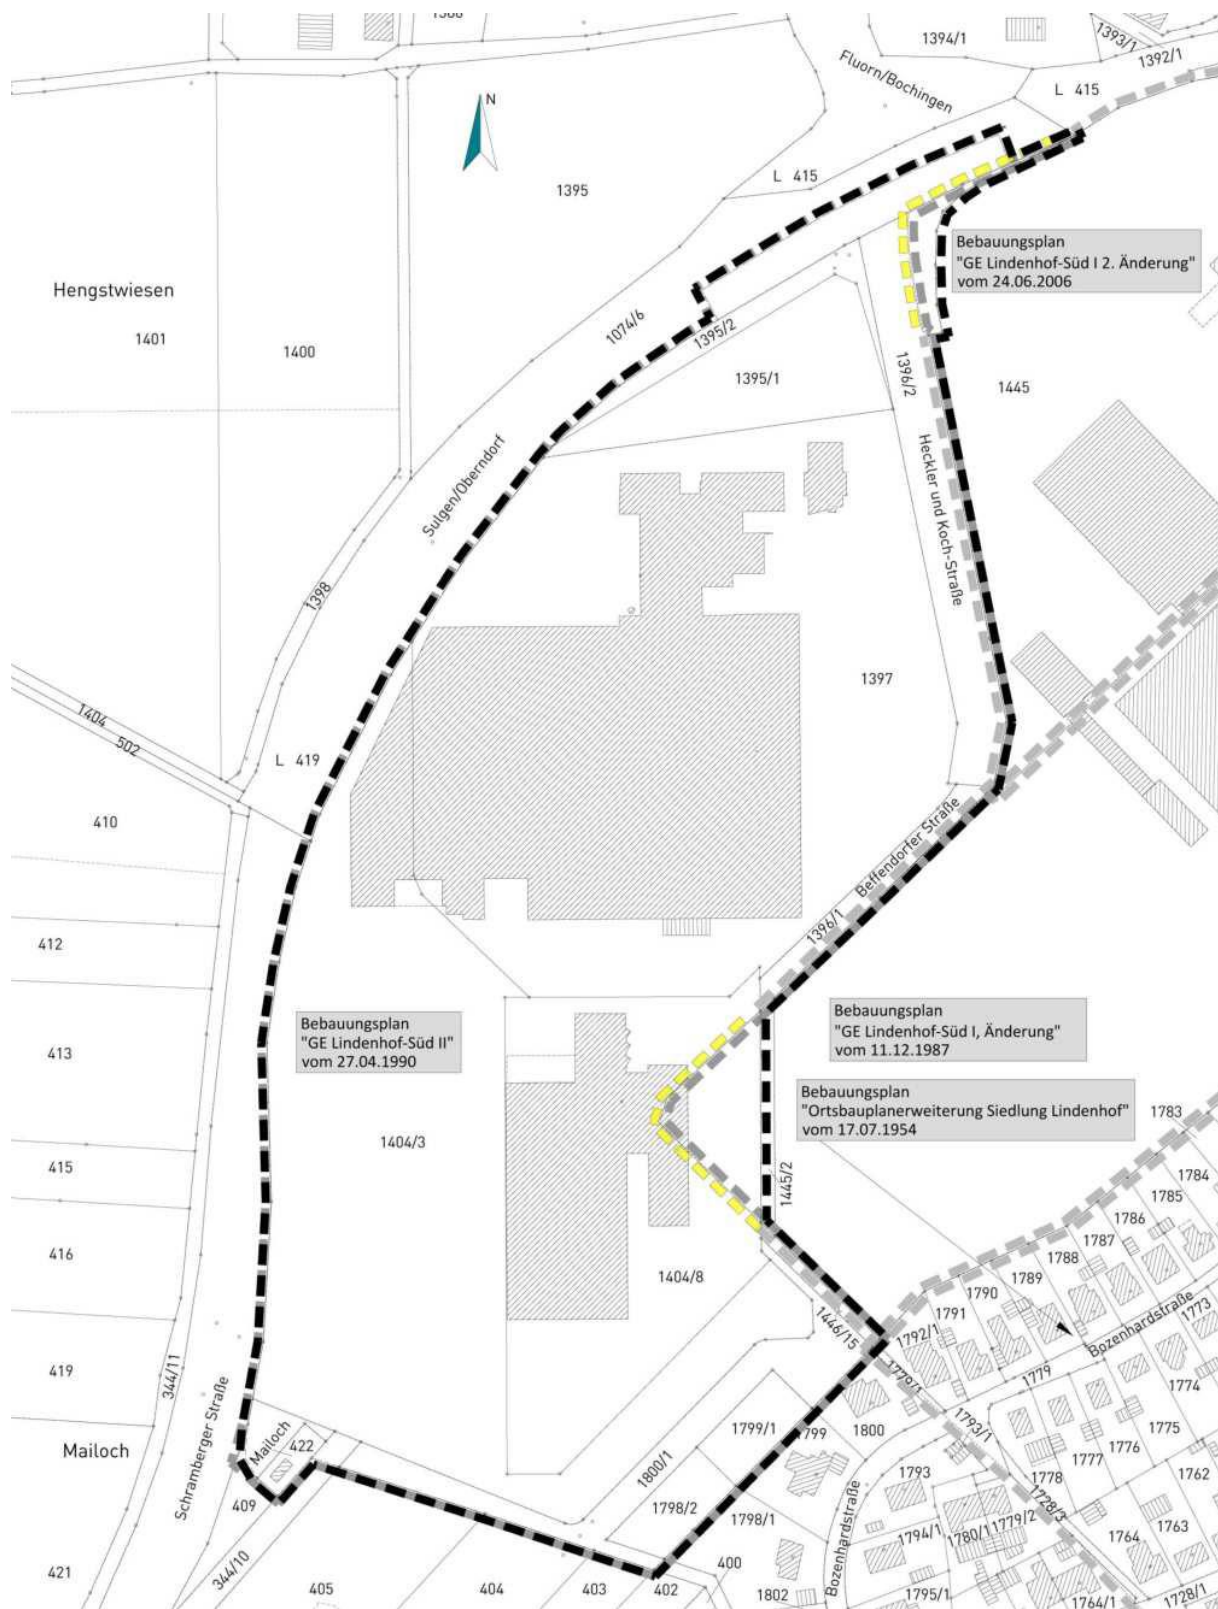 1394/1
1393/1
1392/1
Fluorn/Bochingen
L 415
N
1395
L 415
Bebauungsplan
"GE Lindenhof-Süd I 2. Änderung"
vom 24.06.2006
Hengstwiesen
1401
1400
1074/6
1395/2
1395/1
1396/2
1445
Heckler und Koch-Straße
Sulgen/Oberndorf
1398
1397
1404
502
L 419
410
Beffendorfer Straße
1396/1
412
413
Bebauungsplan
"GE Lindenhof-Süd II"
vom 27.04.1990
Bebauungsplan
"GE Lindenhof-Süd I, Änderung"
vom 11.12.1987
Bebauungsplan
"Ortsbauplanerweiterung Siedlung Lindenhof"
vom 17.07.1954
1404/3
1445/2
1783
1784
1785
1786
1787
1788
1789
1790
1791
1792/1
415
416
1404/8
1446/15
1773
Bozenhardstraße
419
344/11
1779/1
1779
1774
1775
1776
1777
1778
1793/1
Mailoch
Schramberger Straße
Mailoch
422
409
1799/1
1799
1800
1800/1
1798/2
1798/1
1793
1794/1
1780/1
1779/2
1728/3
1762
1763
1764
421
344/10
405
404
403
402
400
1802
Bozenhardstraße
1795/1
1764/1
1728/1